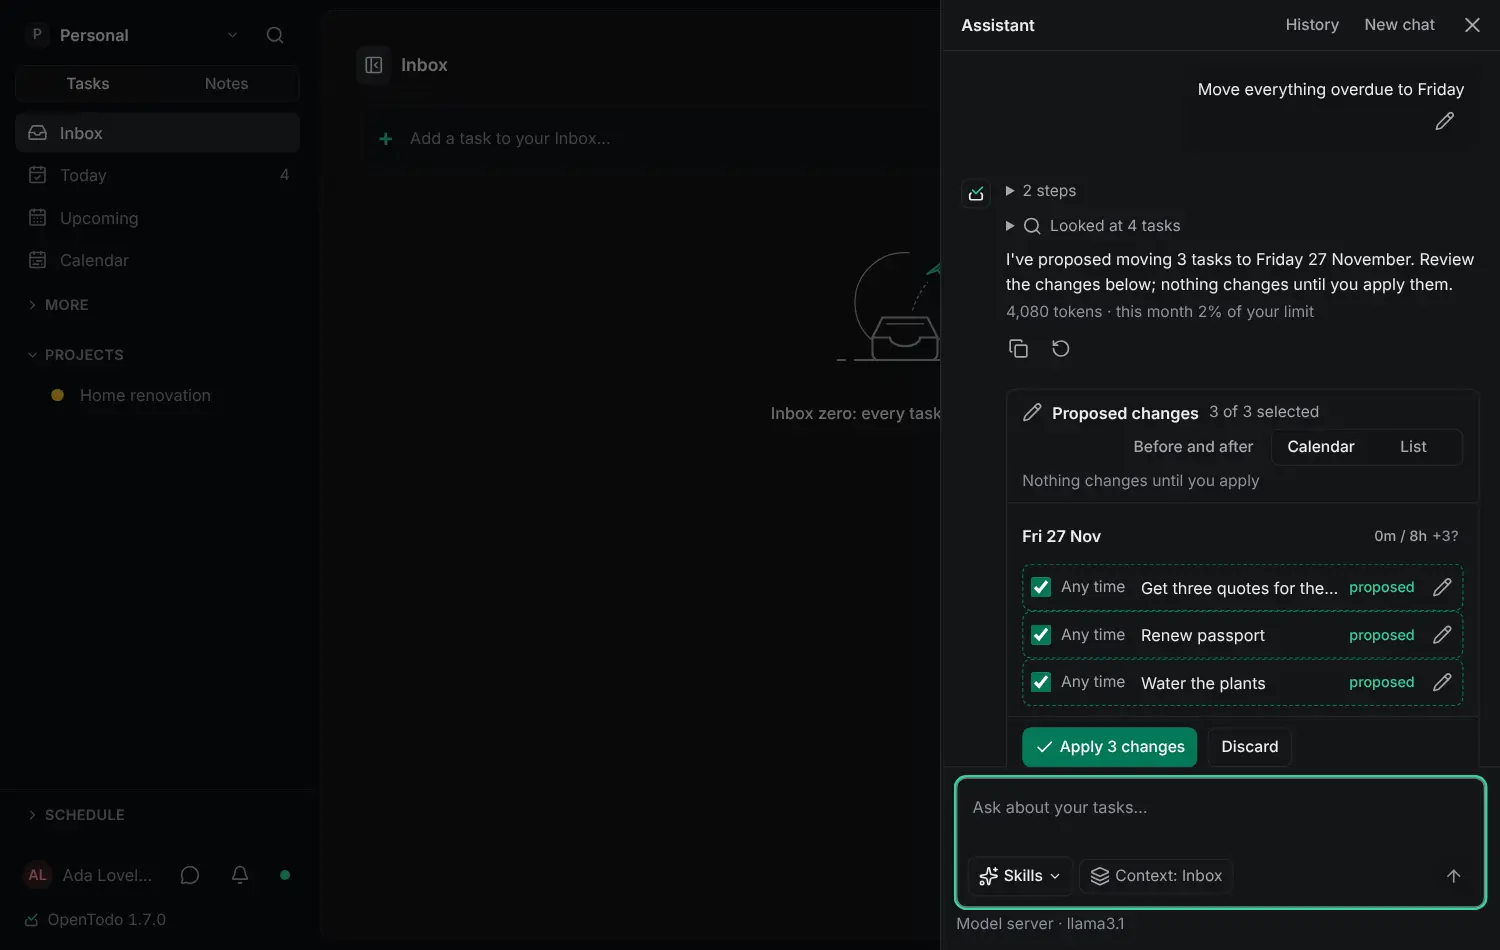 P Personal
Tasks Notes
Inbox
Today 4
Upcoming
Calendar
MORE
PROJECTS
Home renovation
SCHEDULE
AL Ada Lovel...
OpenTodo 1.7.0
Inbox
Add a task to your Inbox...
Inbox zero: every task
Assistant History New chat
Move everything overdue to Friday
2 steps
Looked at 4 tasks
I've proposed moving 3 tasks to Friday 27 November. Review
the changes below; nothing changes until you apply them.
4,080 tokens · this month 2% of your limit
Proposed changes 3 of 3 selected
Before and after Calendar List
Nothing changes until you apply
Fri 27 Nov 0m / 8h +3?
Any time Get three quotes for the... proposed
Any time Renew passport proposed
Any time Water the plants proposed
Apply 3 changes Discard
Ask about your tasks...
Skills Context: Inbox
Model server · llama3.1